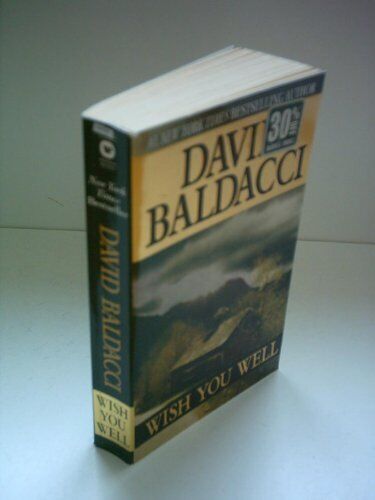 New York
Times
Bestseller
DAVID BALDACCI
WISH
YOU
WELL
#1 NEW YORK TIMES BESTSELLING AUTHOR
30%
OFF
DAVI
BALDACCI
WISH YOU WELL